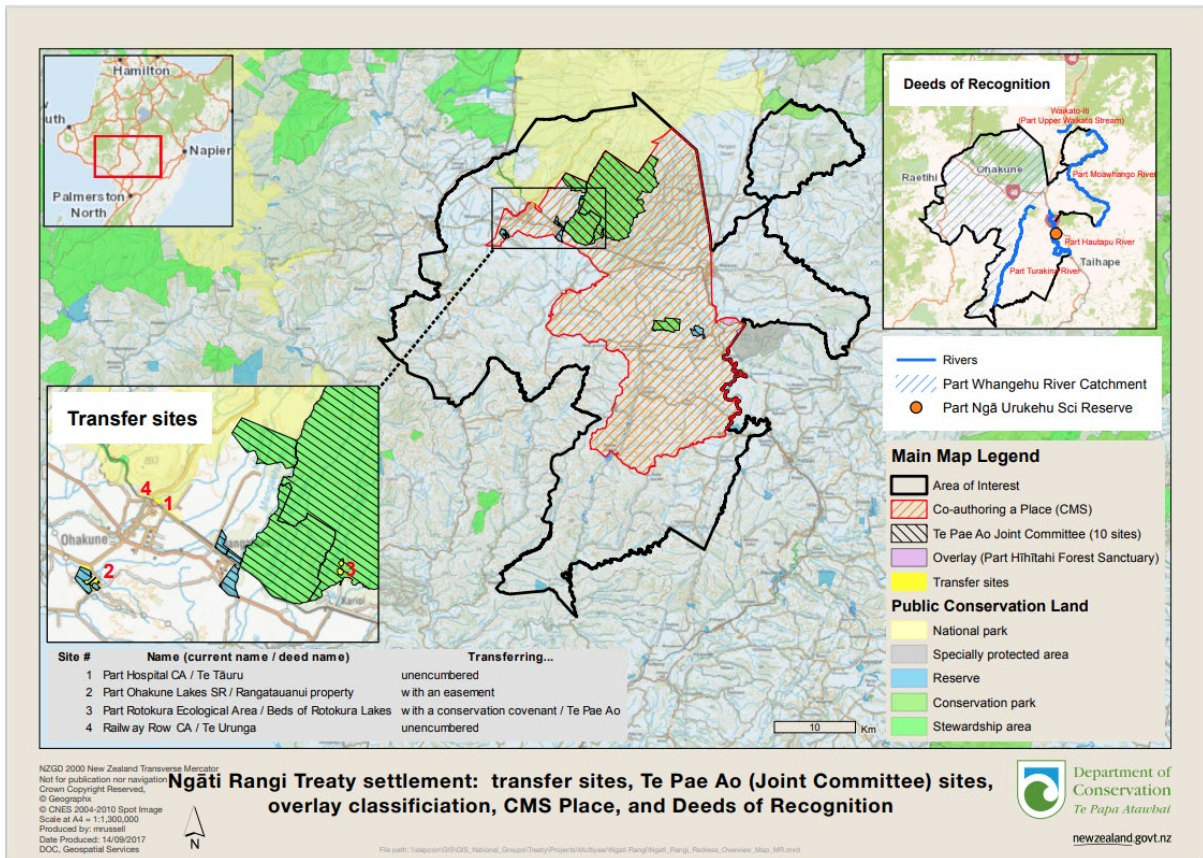 Hamilton
Napier
Palmerston
North
Deeds of Recognition
Waikato-Iti
(Part Upper Waikato Stream)
Raetihi
Ohakune
Part Moawhango River
Part Hautapu River
Taihape
Part Turakina River
Rivers
Part Whangehu River Catchment
Part Ngā Urukehu Sci Reserve
Main Map Legend
Area of Interest
Co-authoring a Place (CMS)
Te Pae Ao Joint Committee (10 sites)
Overlay (Part Hīhītahi Forest Sanctuary)
Transfer sites
Public Conservation Land
National park
Specially protected area
Reserve
Conservation park
Stewardship area
Transfer sites
4
1
Ohakune
2
3
Karioi
Site # Name (current name / deed name) Transferring...
1 Part Hospital CA / Te Tāuru unencumbered
2 Part Ohakune Lakes SR / Rangatauanui property with an easement
3 Part Rotokura Ecological Area / Beds of Rotokura Lakes with a conservation covenant / Te Pae Ao
4 Railway Row CA / Te Urunga unencumbered
10 Km
NZGD 2000 New Zealand Transverse Mercator
Not for publication nor navigation
Crown Copyright Reserved,
© Geographx
© CNES 2004-2010 Spot Image
Scale at A4 = 1:1,300,000
Produced by: mrussell
Date Produced: 14/09/2017
DOC, Geospatial Services
N
Ngāti Rangi Treaty settlement: transfer sites, Te Pae Ao (Joint Committee) sites,
overlay classificiation, CMS Place, and Deeds of Recognition
Department of
Conservation
Te Papa Atawbai
newzealand.govt.nz